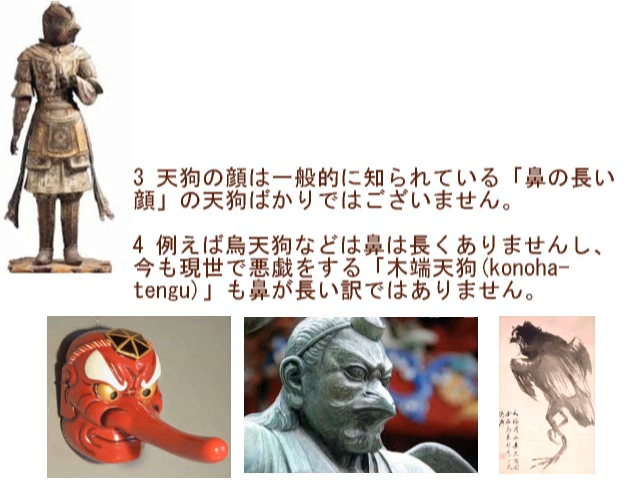 3 天狗の顔は一般的に知られている「鼻の長い
顔」の天狗ばかりではございません。
4 例えば烏天狗などは鼻は長くありませんし、
今も現世で悪戯をする「木端天狗(konoha-
tengu)」も鼻が長い訳ではありません。